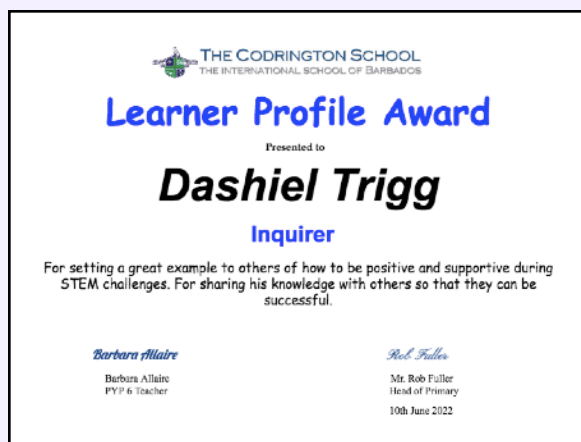 THE CODRINGTON SCHOOL
THE INTERNATIONAL SCHOOL OF BARBADOS
Learner Profile Award
Presented to
Dashiel Trigg
Inquirer
For setting a great example to others of how to be positive and supportive during
STEM challenges. For sharing his knowledge with others so that they can be
successful.
Barbara Allaire
Barbara Allaire
PYP 6 Teacher
Rob Fuller
Mr. Rob Fuller
Head of Primary
10th June 2022